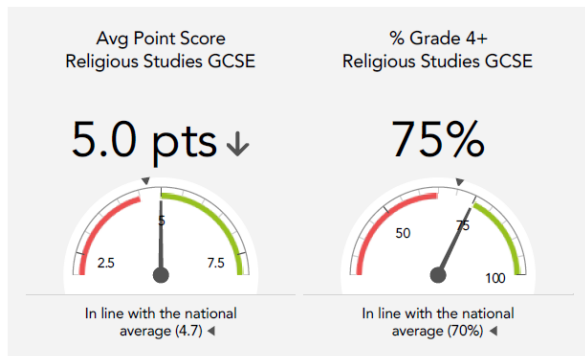 Avg Point Score
Religious Studies GCSE
5.0 pts
2.5
5
7.5
In line with the national
average (4.7)
% Grade 4+
Religious Studies GCSE
75%
50
75
100
In line with the national
average (70%)